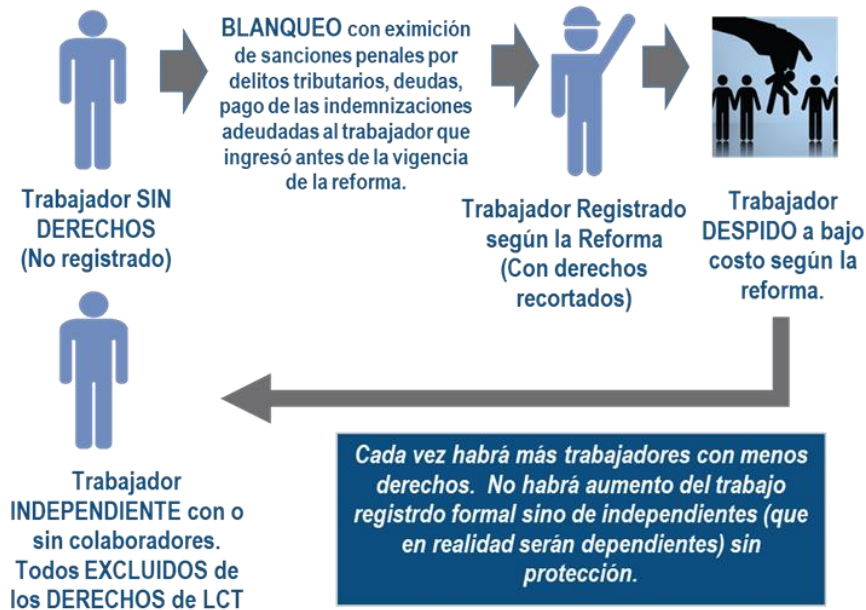 BLANQUEO con eximición
de sanciones penales por
delitos tributarios, deudas,
pago de las indemnizaciones
adeudadas al trabajador que
ingresó antes de la vigencia
de la reforma.
Trabajador SIN
DERECHOS
(No registrado)
Trabajador Registrado
según la Reforma
(Con derechos
recortados)
Trabajador
DESPIDO a bajo
costo según la
reforma.
Trabajador
INDEPENDIENTE con o
sin colaboradores.
Todos EXCLUIDOS de
los DERECHOS de LCT
Cada vez habrá más trabajadores con menos
derechos. No habrá aumento del trabajo
registrdo formal sino de independientes (que
en realidad serán dependientes) sin
protección.